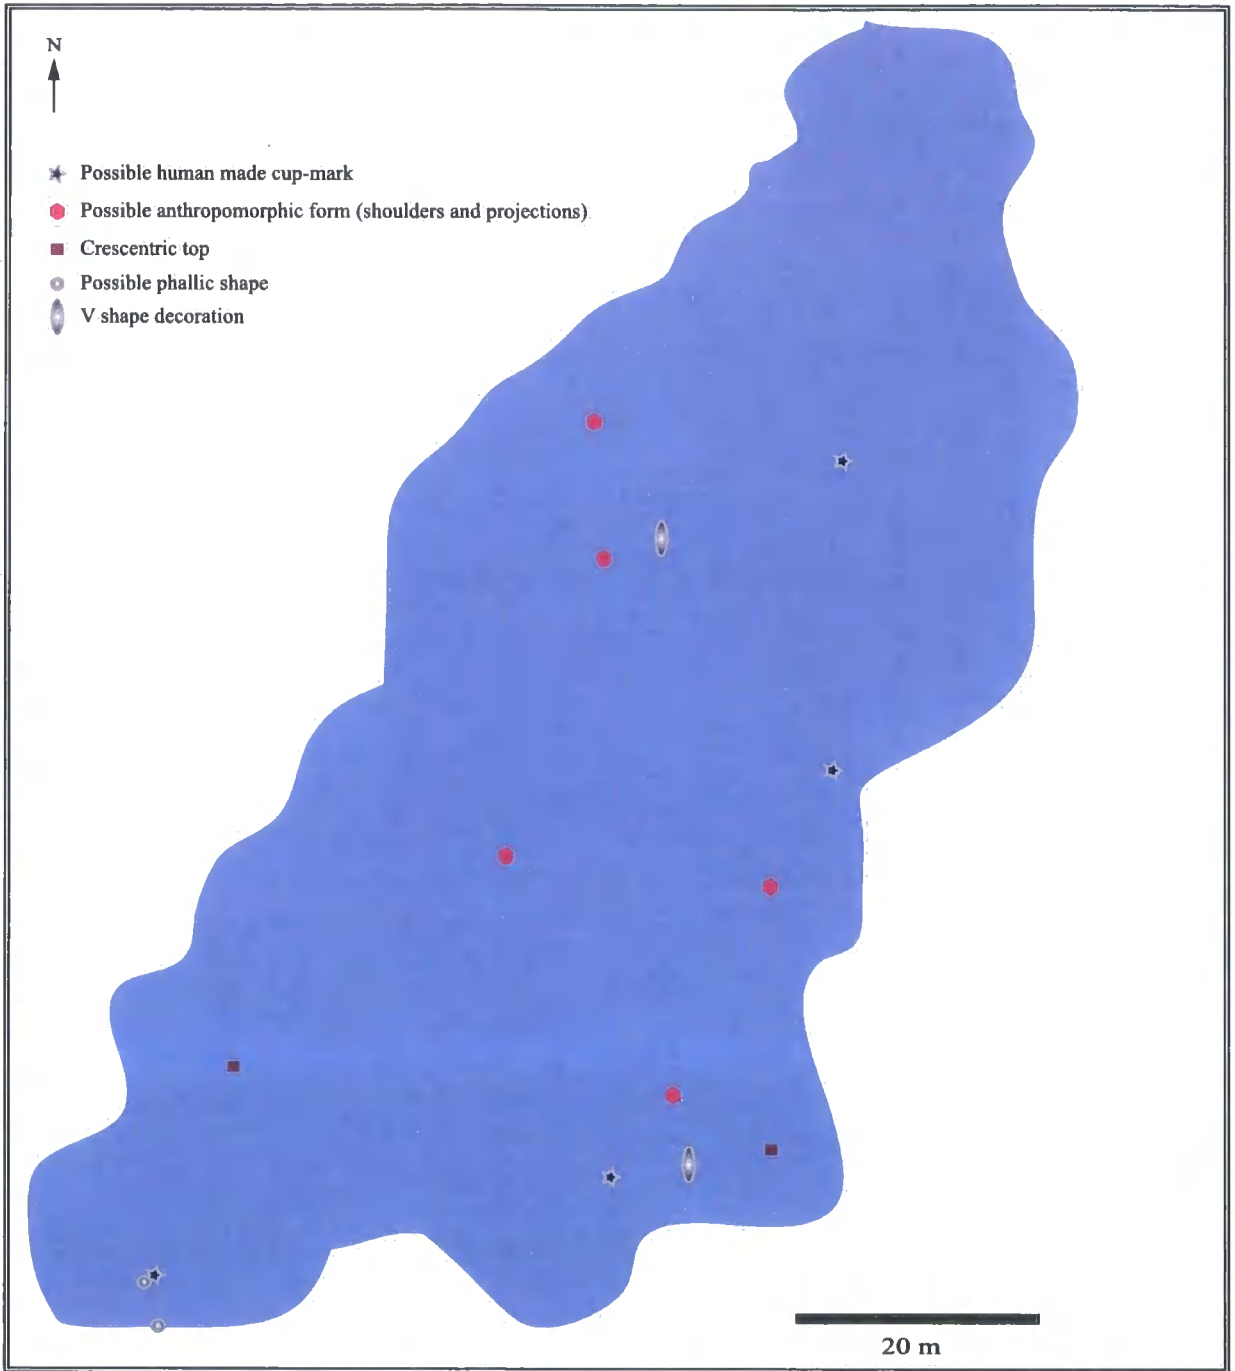 N
Possible human made cup-mark
Possible anthropomorphic form (shoulders and projections)
Crescentric top
Possible phallic shape
V shape decoration
20 m